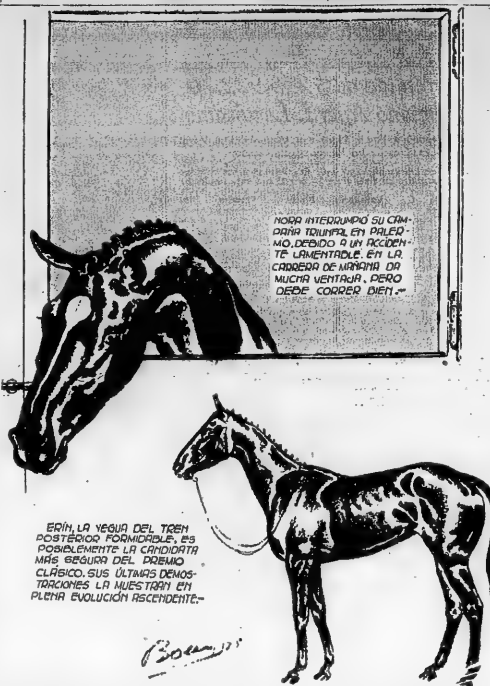 NORA INTERRUMPIÓ SU CAM-
PAÑA TRIUNFAL EN PALER-
MO, DEBIDO A UN ACCIDEN-
TE LAMENTABLE. EN LA
CARRERA DE MAÑANA DA
MUCHA VENTAJA, PERO
DEBE CORRER BIEN.-
ERÍN, LA YEGUA DEL TREN
POSTERIOR FORMIDABLE, ES
POSIBLEMENTE LA CANDIDATA
MÁS SEGURA DEL PREMIO
CLÁSICO. SUS ÚLTIMAS DEMOS-
TRACIONES LA MUESTRAN EN
PLENA EVOLUCIÓN ASCENDENTE.-